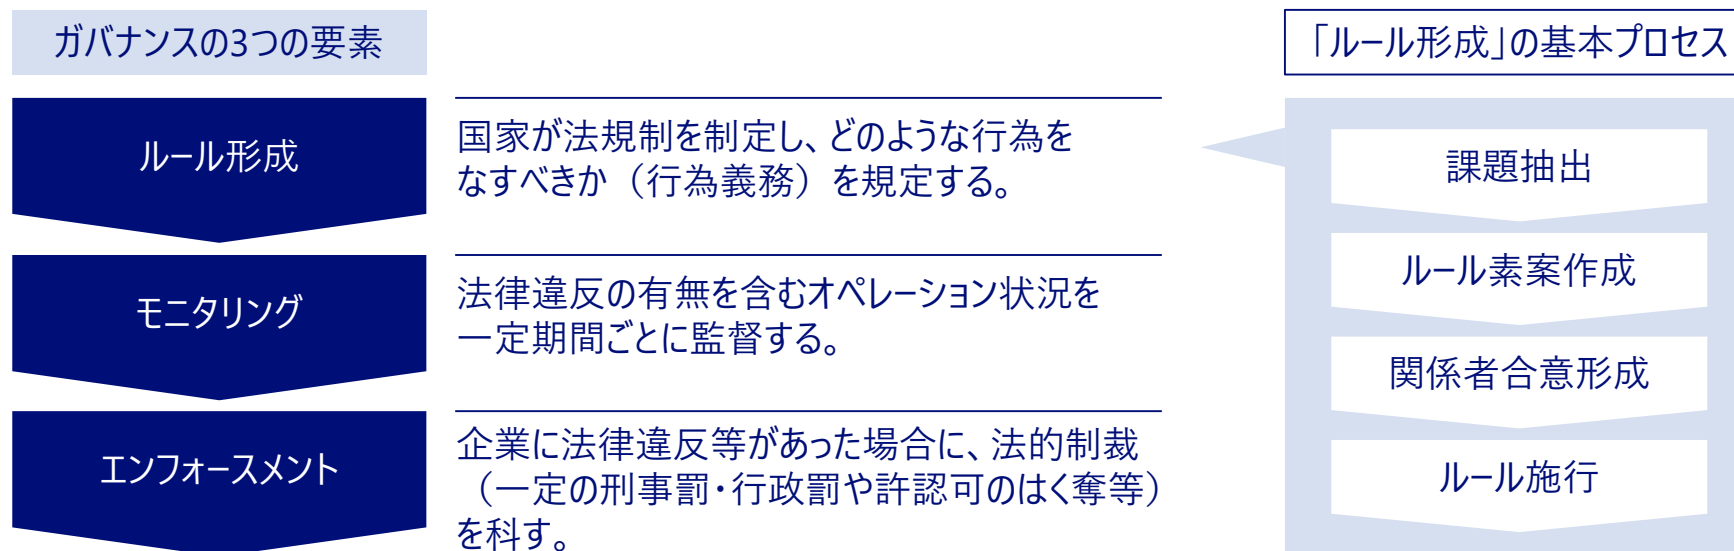 ガバナンスの3つの要素
ルール形成
国家が法規制を制定し、どのような行為を
なすべきか（行為義務）を規定する。
モニタリング
法律違反の有無を含むオペレーション状況を
一定期間ごとに監督する。
エンフォースメント
企業に法律違反等があった場合に、法的制裁
（一定の刑事罰・行政罰や許認可のはく奪等）
を科す。
「ルール形成」の基本プロセス
課題抽出
ルール素案作成
関係者合意形成
ルール施行